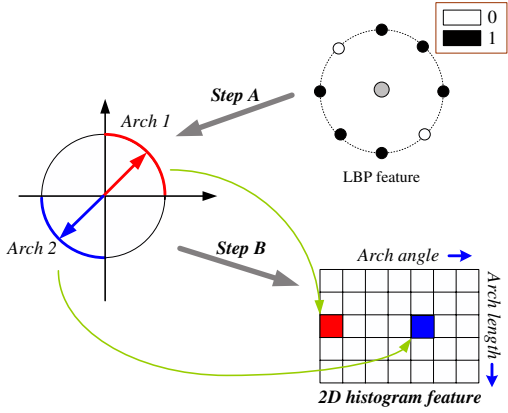 0
1
Step A
Arch 1
LBP feature
Arch 2
Step B
Arch angle
Arch length
2D histogram feature